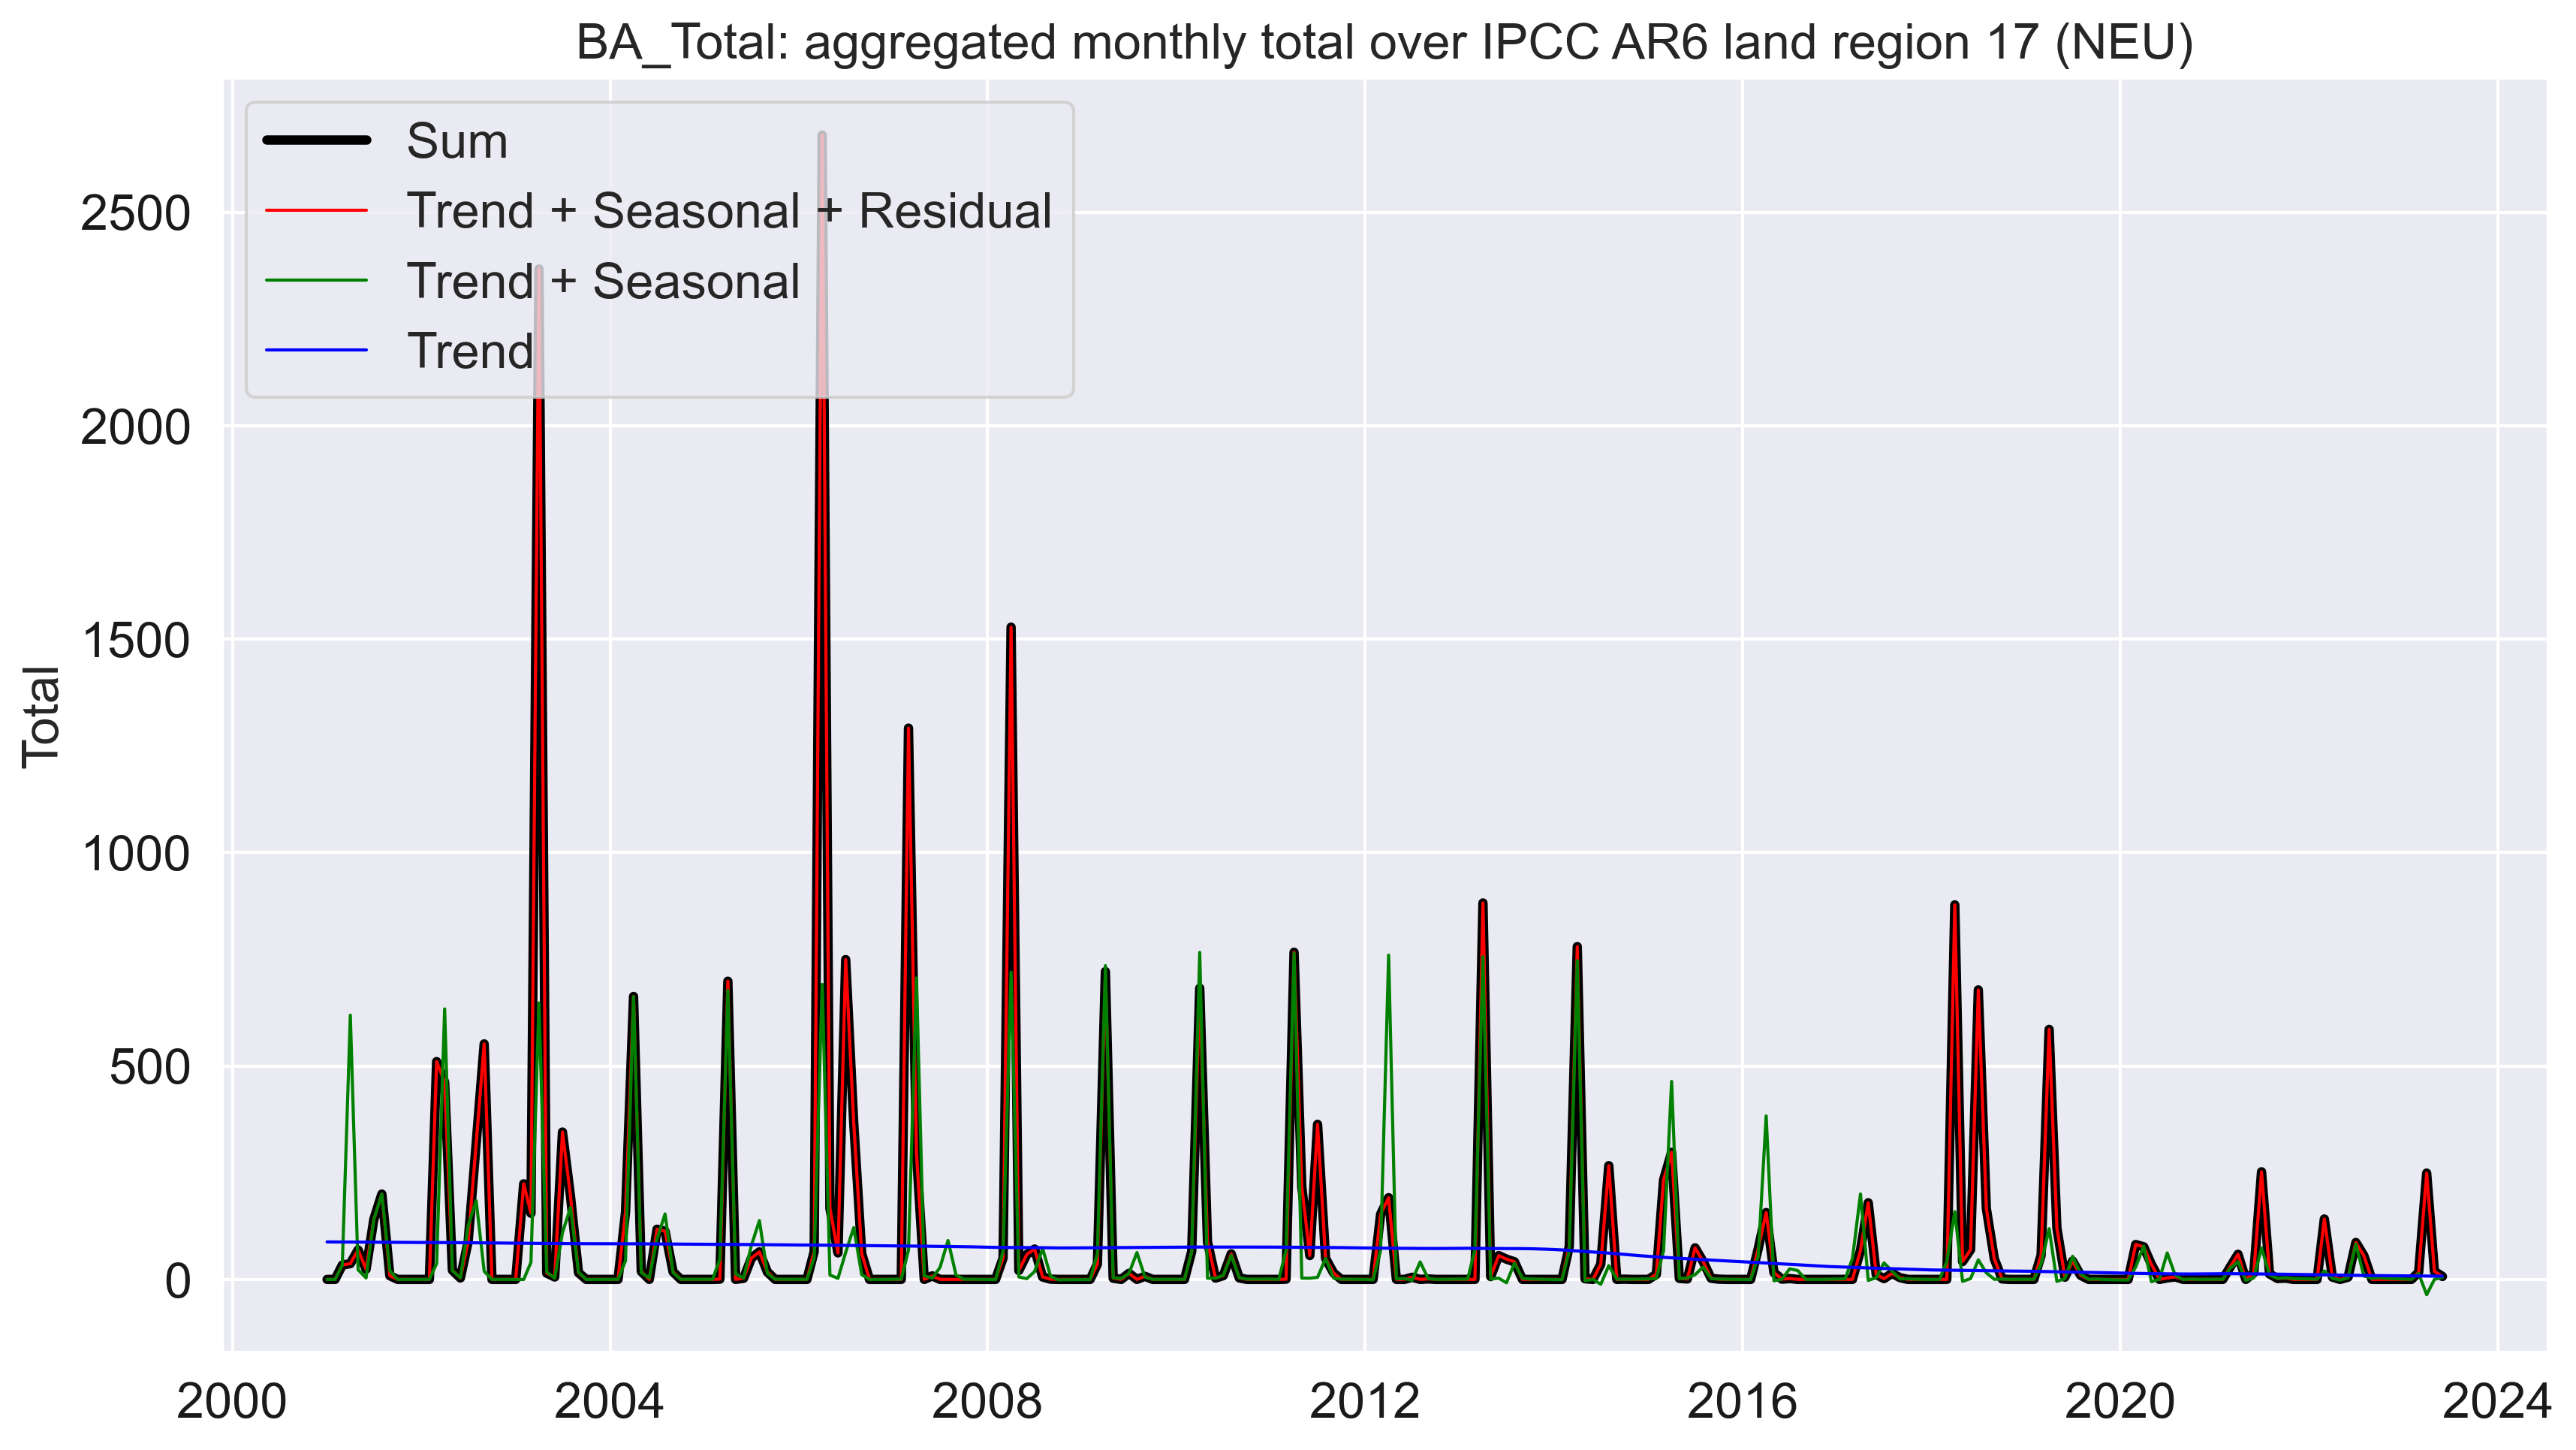 BA_Total: aggregated monthly total over IPCC AR6 land region 17 (NEU)
Sum
Trend + Seasonal + Residual
Trend + Seasonal
Trend
Total
2500
2000
1500
1000
500
0
2000 2004 2008 2012 2016 2020 2024